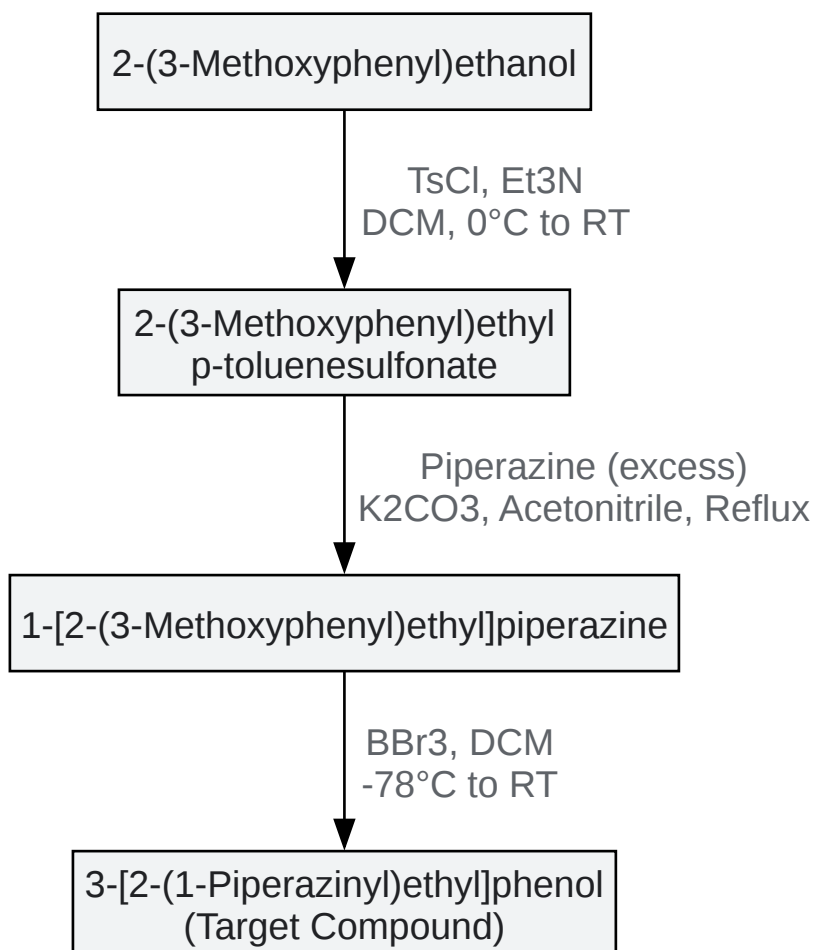 2-(3-Methoxyphenyl)ethanol
TsCl, Et3N
DCM, 0°C to RT
2-(3-Methoxyphenyl)ethyl
p-toluenesulfonate
Piperazine (excess)
K2CO3, Acetonitrile, Reflux
1-[2-(3-Methoxyphenyl)ethyl]piperazine
BBr3, DCM
-78°C to RT
3-[2-(1-Piperazinyl)ethyl]phenol
(Target Compound)